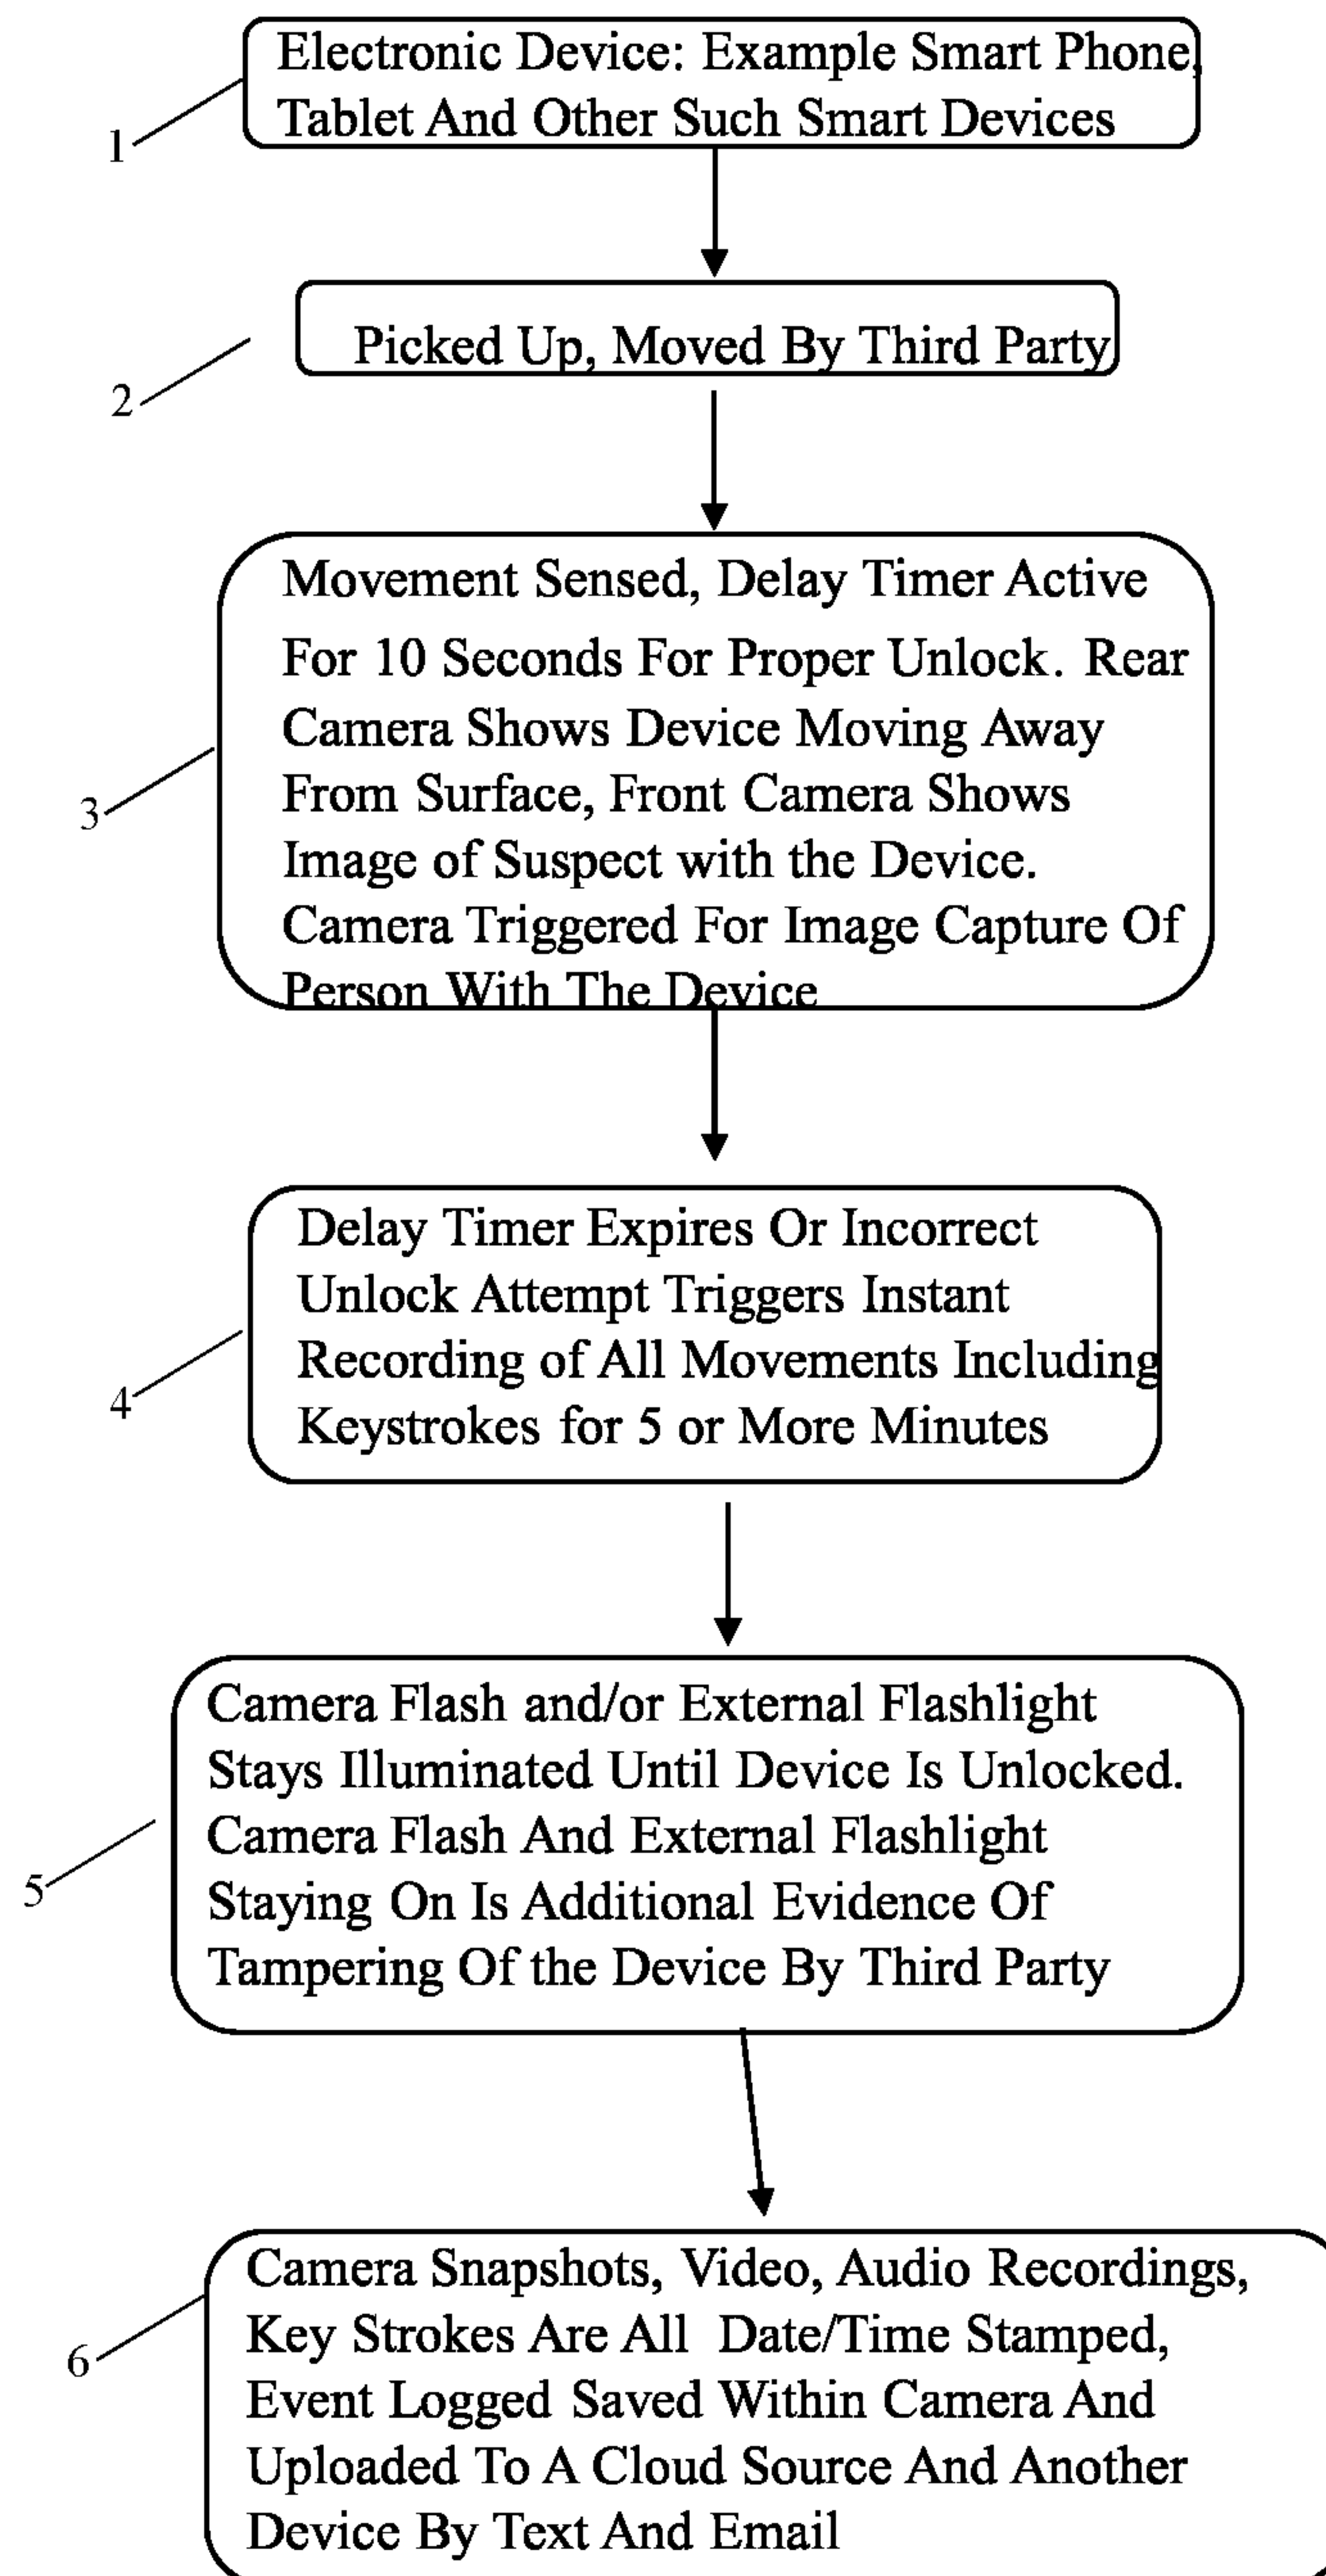 Electronic Device: Example Smart Phone,
Tablet And Other Such Smart Devices
1
Picked Up, Moved By Third Party
2
Movement Sensed, Delay Timer Active
For 10 Seconds For Proper Unlock. Rear
Camera Shows Device Moving Away
From Surface, Front Camera Shows
Image of Suspect with the Device.
Camera Triggered For Image Capture Of
Person With The Device
3
Delay Timer Expires Or Incorrect
Unlock Attempt Triggers Instant
Recording of All Movements Including
Keystrokes for 5 or More Minutes
4
Camera Flash and/or External Flashlight
Stays Illuminated Until Device Is Unlocked.
Camera Flash And External Flashlight
Staying On Is Additional Evidence Of
Tampering Of the Device By Third Party
5
Camera Snapshots, Video, Audio Recordings,
Key Strokes Are All Date/Time Stamped,
Event Logged Saved Within Camera And
Uploaded To A Cloud Source And Another
Device By Text And Email
6